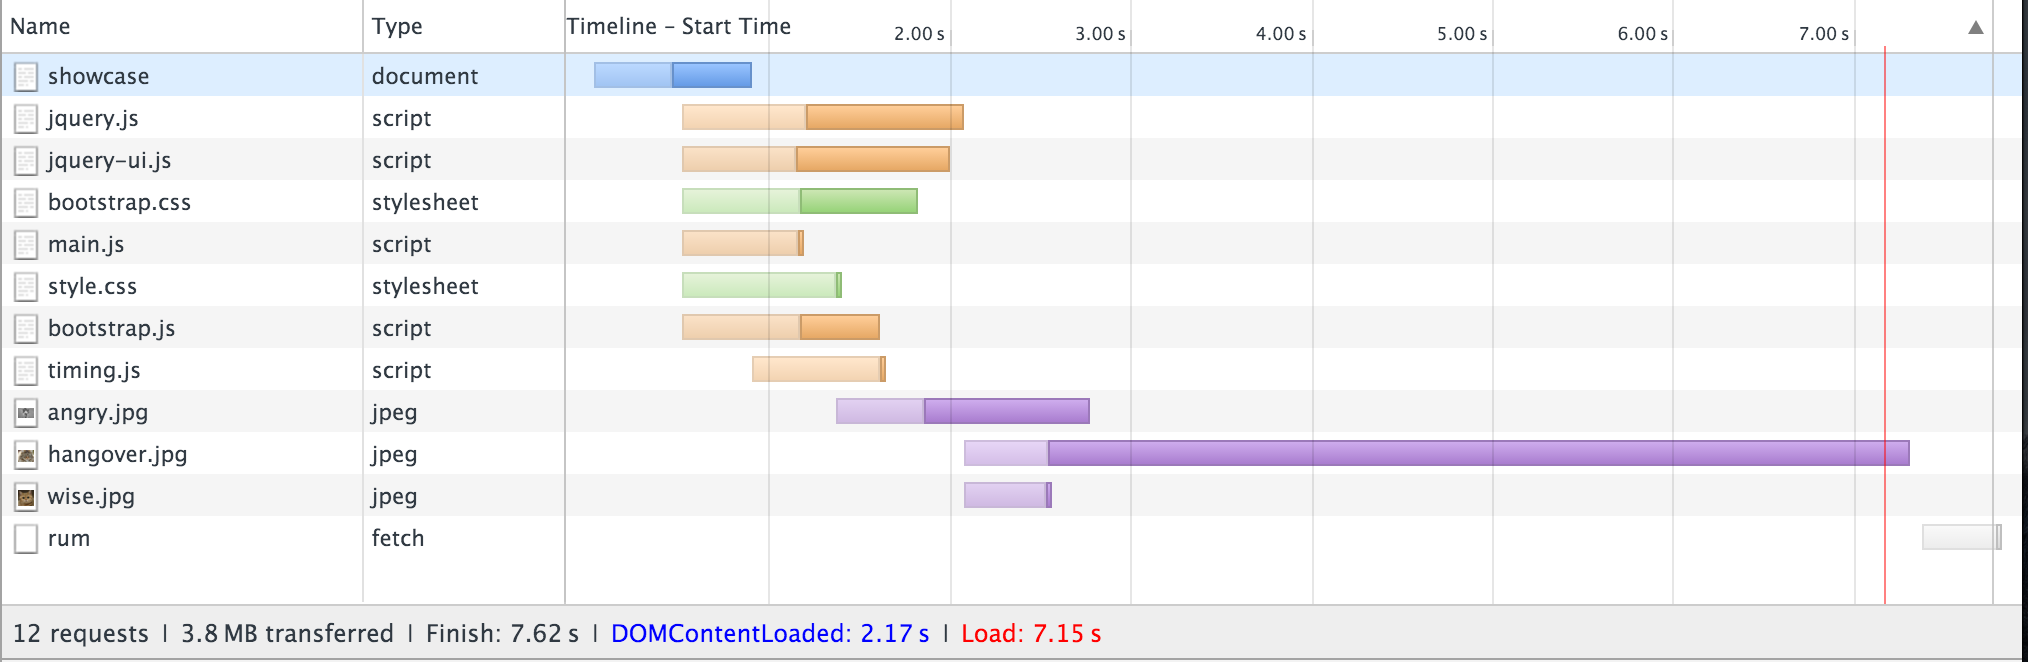 Name Type Timeline – Start Time 2.00 s 3.00 s 4.00 s 5.00 s 6.00 s 7.00 s ▲
showcase document
jquery.js script
jquery-ui.js script
bootstrap.css stylesheet
main.js script
style.css stylesheet
bootstrap.js script
timing.js script
angry.jpg jpeg
hangover.jpg jpeg
wise.jpg jpeg
rum fetch
12 requests | 3.8 MB transferred | Finish: 7.62 s | DOMContentLoaded: 2.17 s | Load: 7.15 s